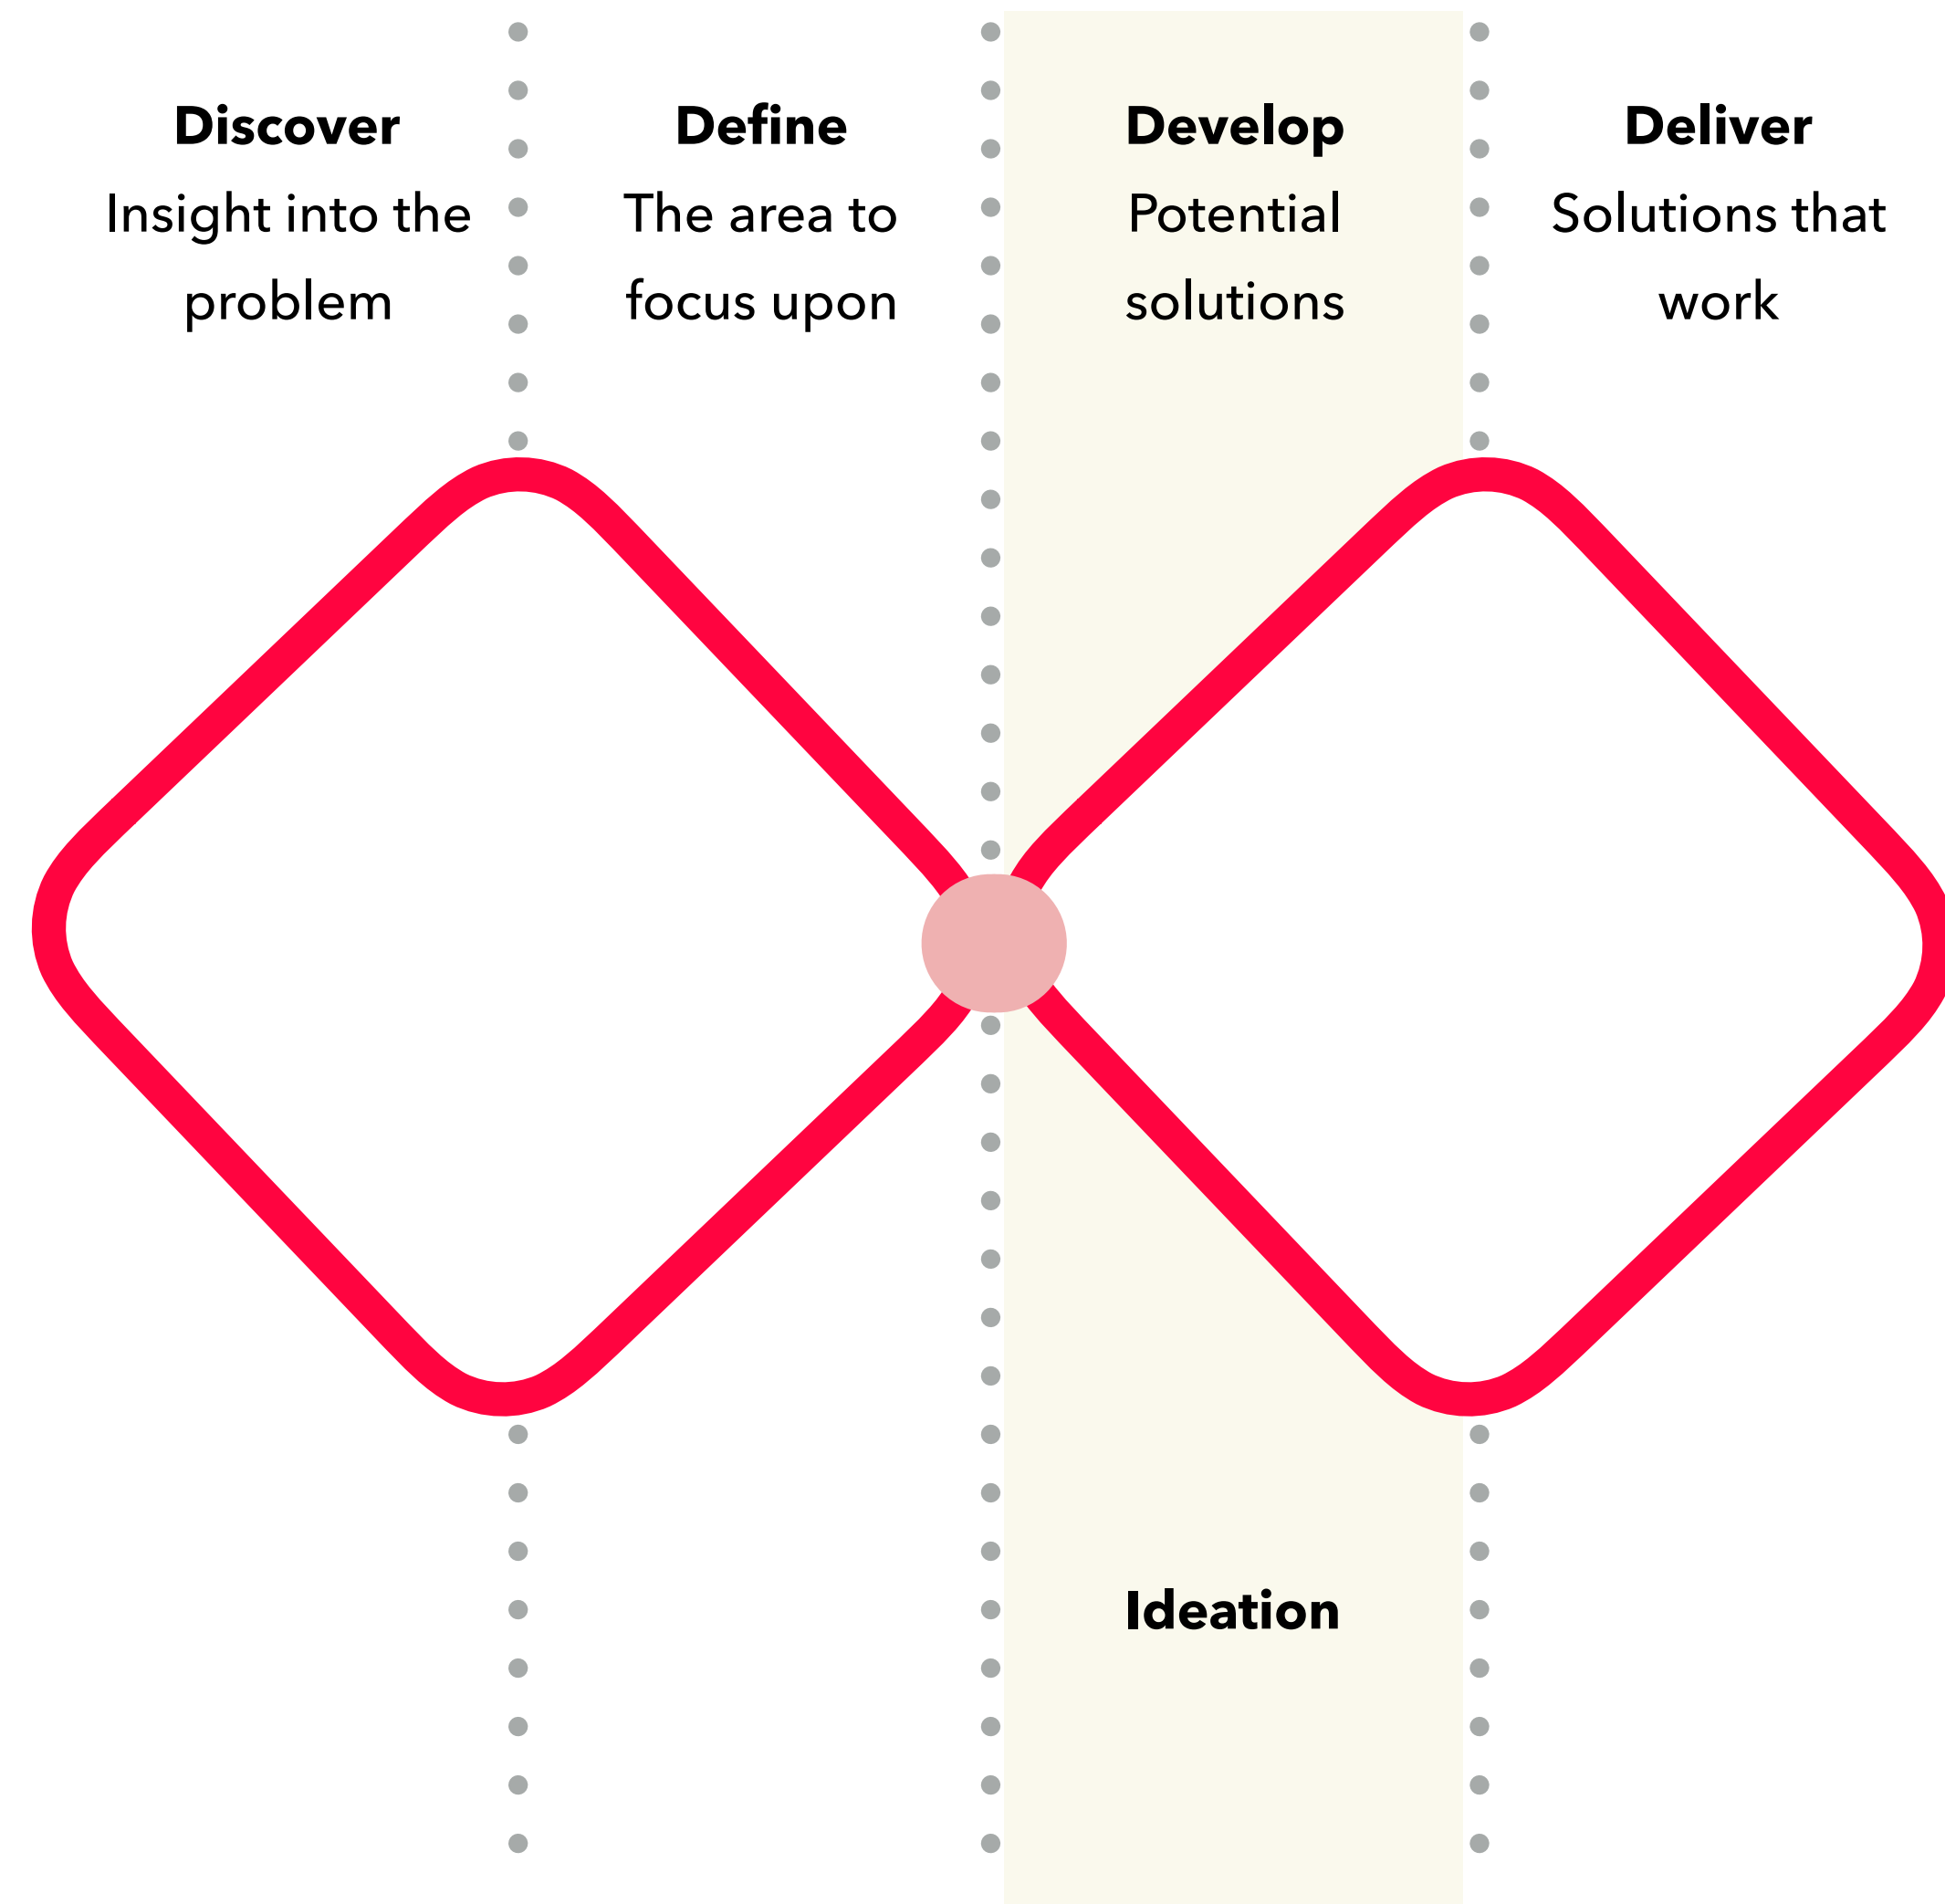 Discover
Insight into the
problem
Define
The area to
focus upon
Develop
Potential
solutions
Deliver
Solutions that
work
Ideation